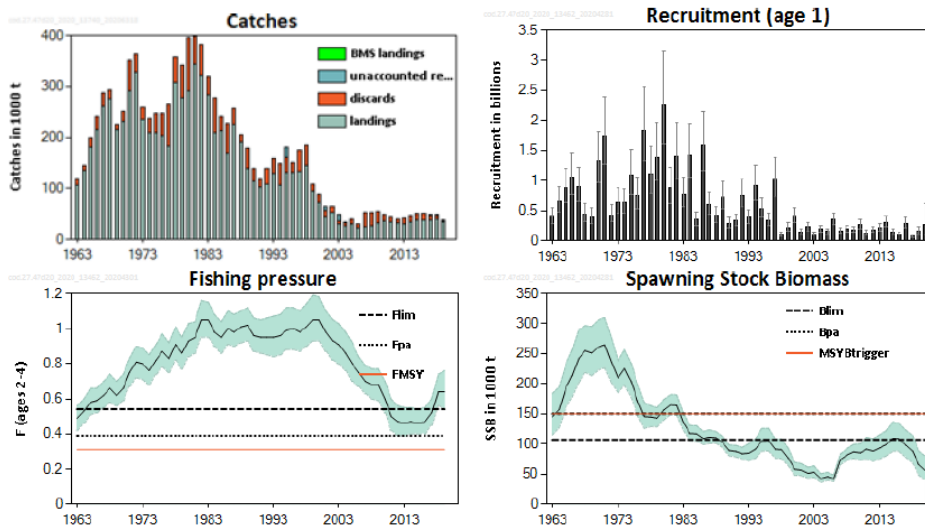 Catches
400
300
200
100
0
Catches in 1000 t
BMS landings
unaccounted re...
discards
landings
1963 1973 1983 1993 2003 2013
Recruitment (age 1)
3.5
3
2.5
2
1.5
1
0.5
0
Recruitment in billions
1963 1973 1983 1993 2003 2013
Fishing pressure
1.2
1
0.8
0.6
0.4
0.2
0
F (ages 2-4)
Flim
Fpa
FMSY
1963 1973 1983 1993 2003 2013
Spawning Stock Biomass
350
300
250
200
150
100
50
0
SSB in 1000 t
Blim
Bpa
MSYBtrigger
1963 1973 1983 1993 2003 2013